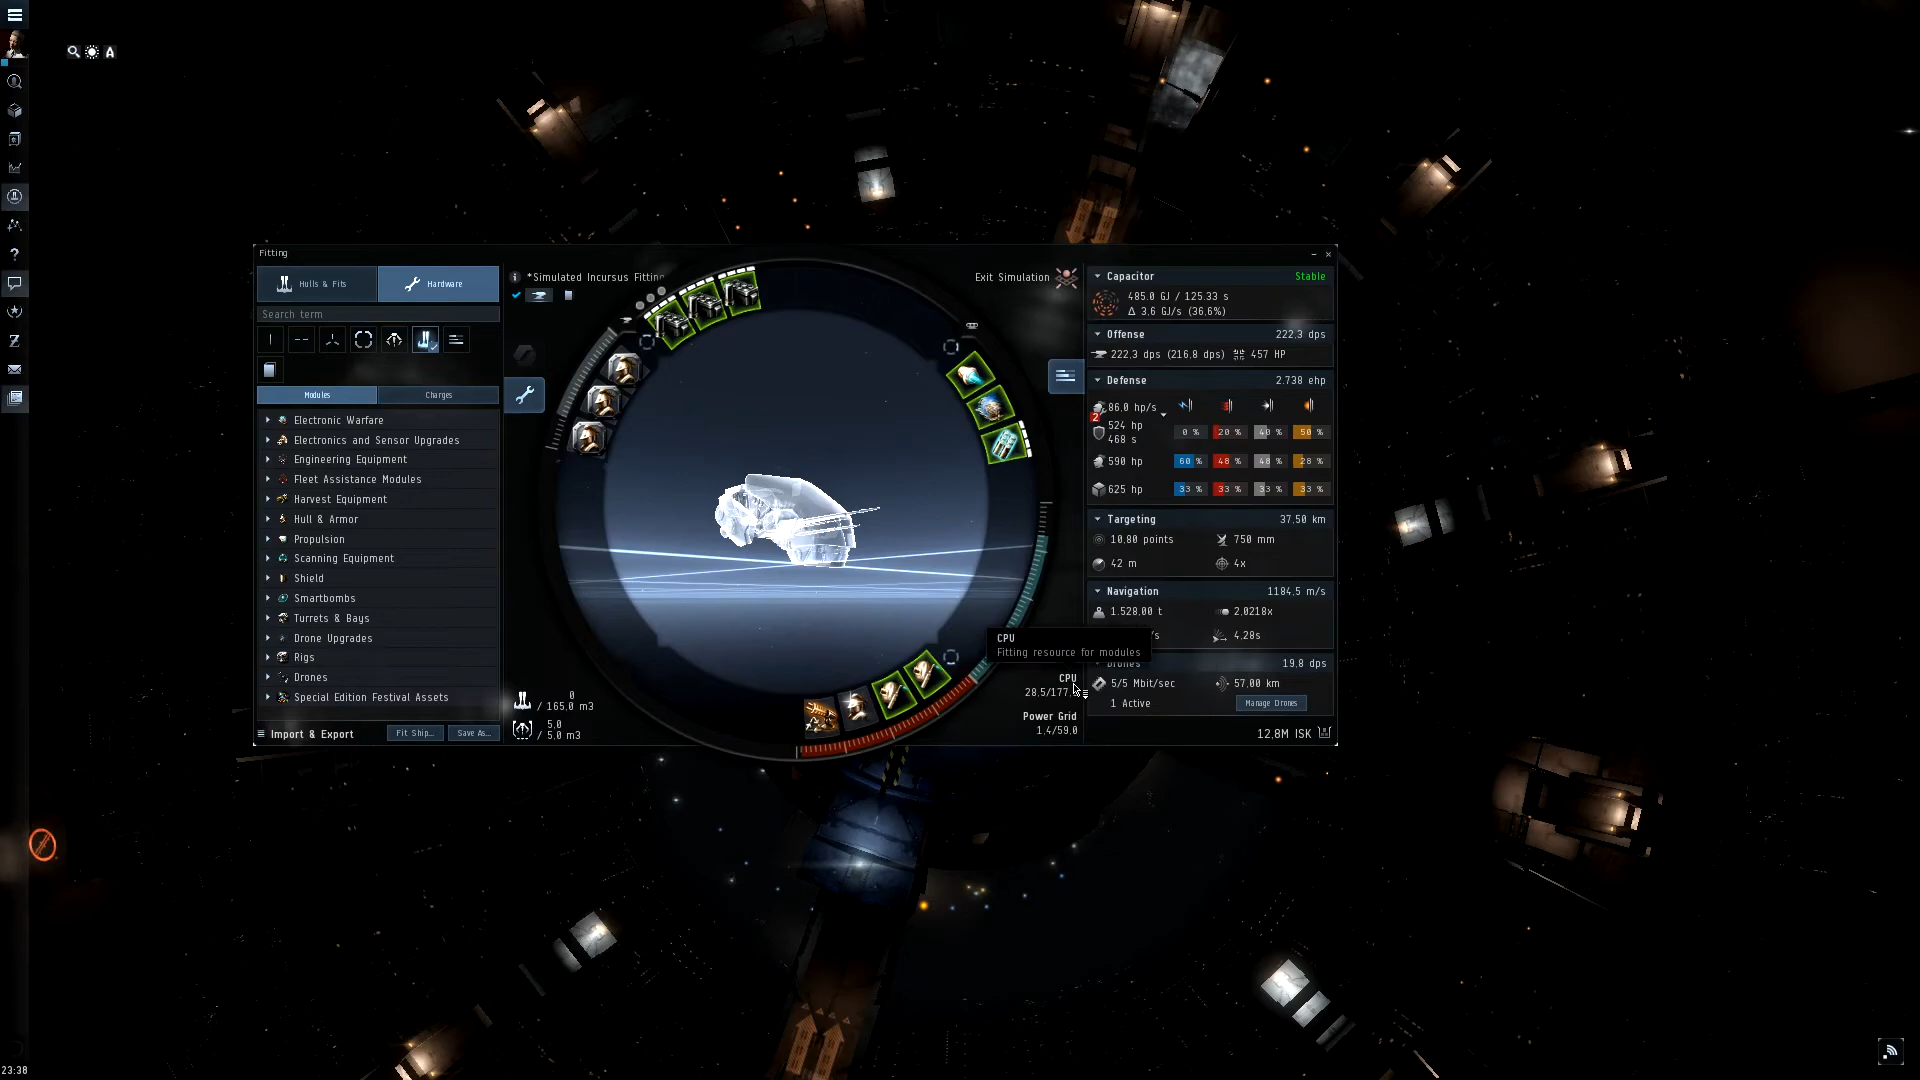 A
Fitting
Hulls & Fits
Hardware
Search term
Modules
Charges
Electronic Warfare
Electronics and Sensor Upgrades
Engineering Equipment
Fleet Assistance Modules
Harvest Equipment
Hull & Armor
Propulsion
Scanning Equipment
Shield
Smartbombs
Turrets & Bays
Drone Upgrades
Rigs
Drones
Special Edition Festival Assets
Import & Export
Fit Ship...
Save As...
*Simulated Incursus Fitting
Exit Simulation
0
/ 165,0 m3
5,0
/ 5,0 m3
CPU
Fitting resource for modules
CPU
28,5/177,
Power Grid
1,4/59,0
Capacitor
Stable
485,0 GJ / 125,33 s
Δ 3,6 GJ/s (36,6%)
Offense
222,3 dps
222,3 dps (216,8 dps)
457 HP
Defense
2.738 ehp
86,0 hp/s
2
524 hp
468 s
0 %
20 %
40 %
50 %
590 hp
60 %
48 %
48 %
28 %
625 hp
33 %
33 %
33 %
33 %
Targeting
37,50 km
10,80 points
750 mm
42 m
4x
Navigation
1184,5 m/s
1.528,00 t
2,0218x
/s
4,28s
Drones
19,8 dps
5/5 Mbit/sec
57,00 km
1 Active
Manage Drones
12,8M ISK
23:38